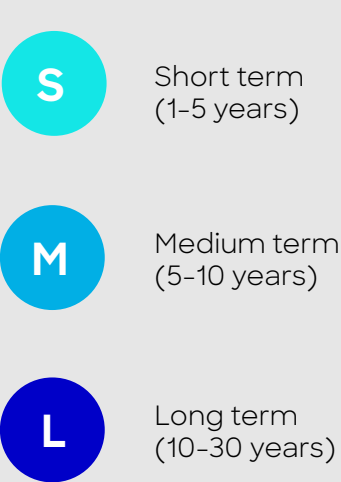 S
Short term
(1-5 years)
M
Medium term
(5-10 years)
L
Long term
(10-30 years)